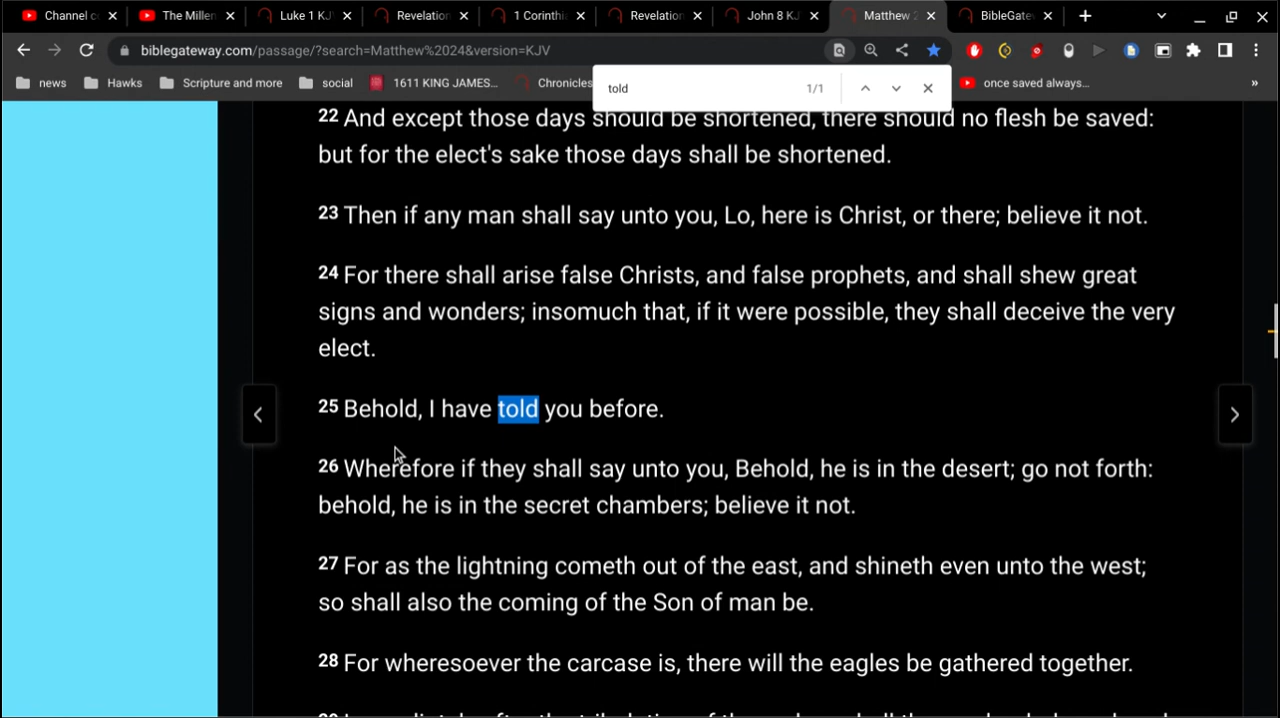 Channel c
The Millen
Luke 1 KJ
Revelation
1 Corinthi
Revelation
John 8 KJ
Matthew 2
BibleGate
biblegateway.com/passage/?search=Matthew%2024&version=KJV
news
Hawks
Scripture and more
social
1611 KING JAMES...
Chronicles
told
1/1
once saved always...
»
22 And except those days should be shortened, there should no flesh be saved:
but for the elect's sake those days shall be shortened.
23 Then if any man shall say unto you, Lo, here is Christ, or there; believe it not.
24 For there shall arise false Christs, and false prophets, and shall shew great
signs and wonders; insomuch that, if it were possible, they shall deceive the very
elect.
25 Behold, I have told you before.
26 Wherefore if they shall say unto you, Behold, he is in the desert; go not forth:
behold, he is in the secret chambers; believe it not.
27 For as the lightning cometh out of the east, and shineth even unto the west;
so shall also the coming of the Son of man be.
28 For wheresoever the carcase is, there will the eagles be gathered together.